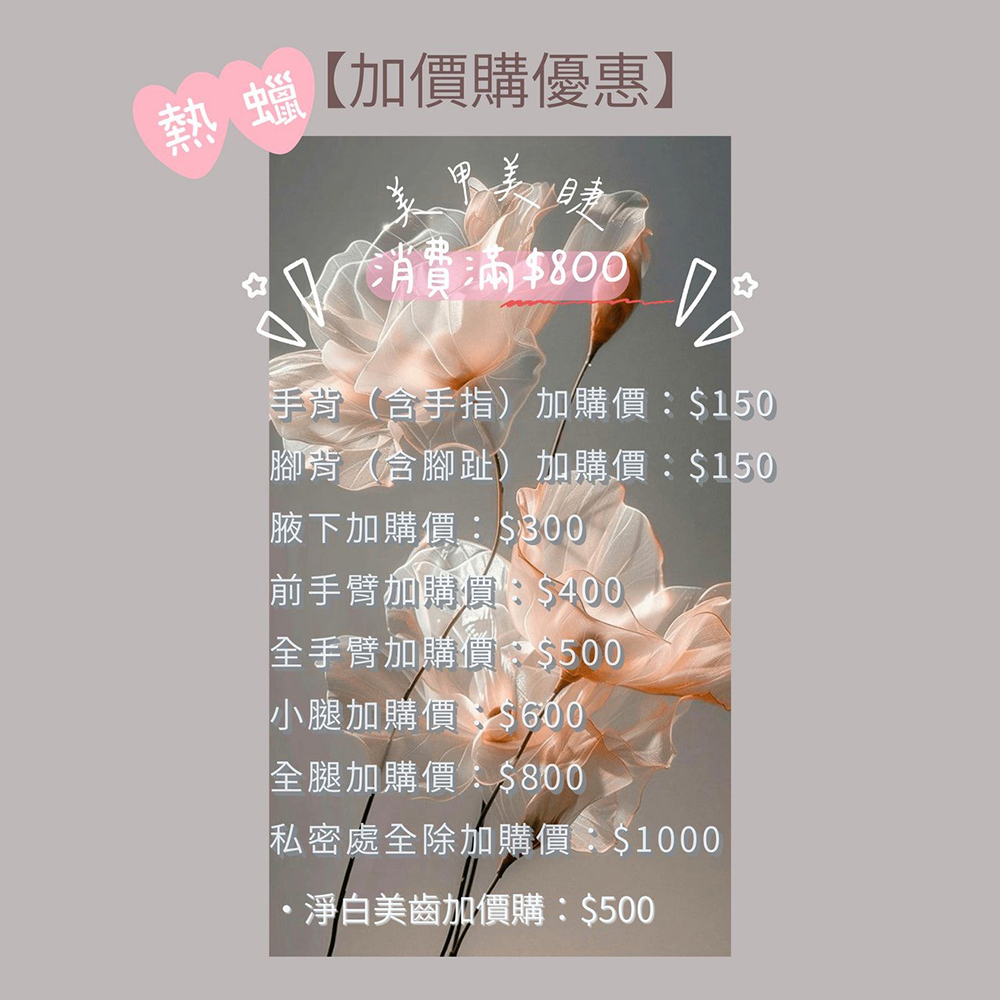 熱蠟【加價購優惠】
美甲美睫
消費滿$800
手背（含手指）加購價：$150
腳背（含腳趾）加購價：$150
腋下加購價：$300
前手臂加購價：$400
全手臂加購價：$500
小腿加購價：$600
全腿加購價：$800
私密處全除加購價：$1000
・淨白美齒加價購：$500